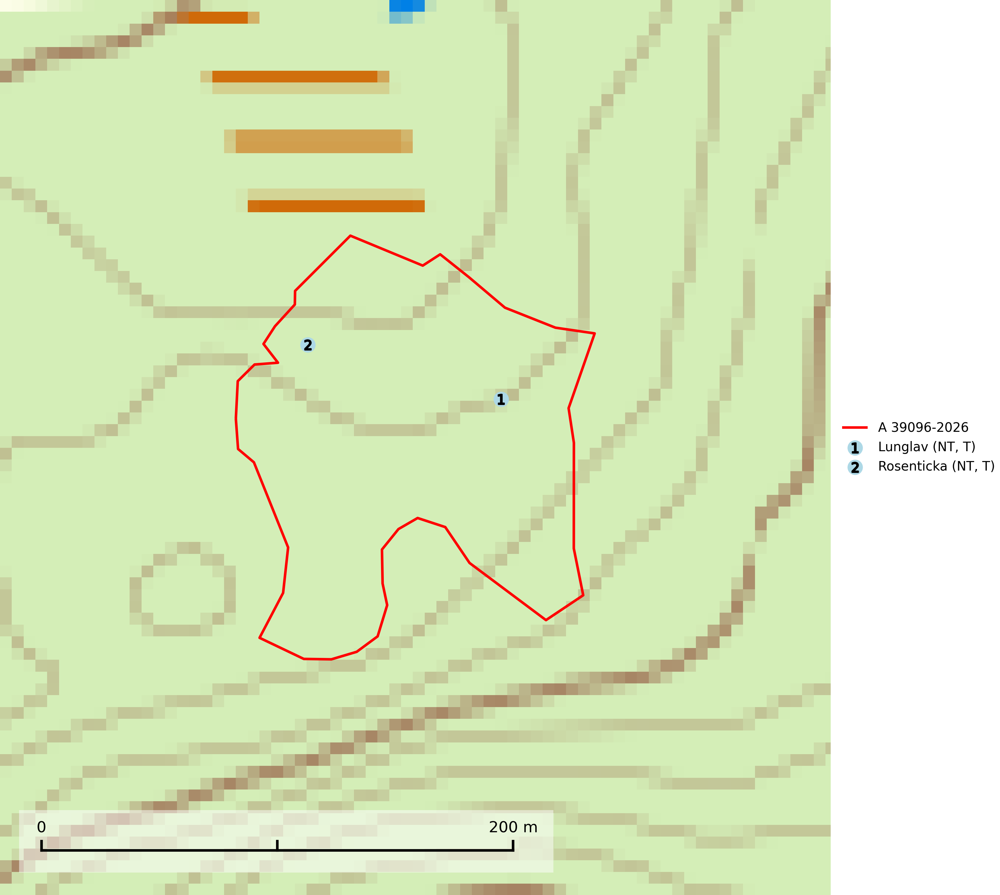 2
1
A 39096-2026
1 Lunglav (NT, T)
2 Rosenticka (NT, T)
0 200 m